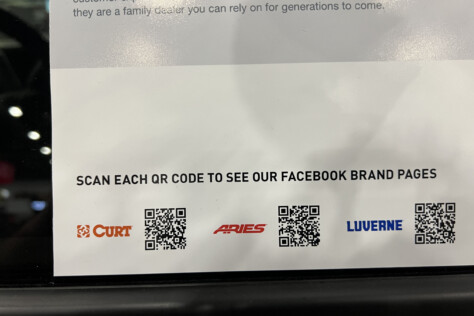 they are a family dealer you can rely on for generations to come.
SCAN EACH QR CODE TO SEE OUR FACEBOOK BRAND PAGES
CURT ARIES LUVERNE